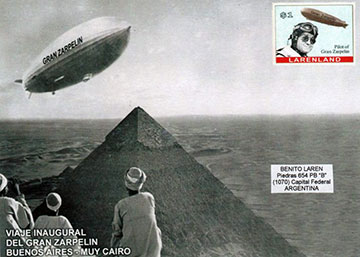 GRAN ZARPELIN
$1
Pilot of
Gran Zarpelin
LARENLAND
BENITO LAREN
Piedras 654 PB "B"
(1070) Capital Federal
ARGENTINA
VIAJE INAUGURAL
DEL GRAN ZARPELIN
BUENOS AIRES - MUY CAIRO